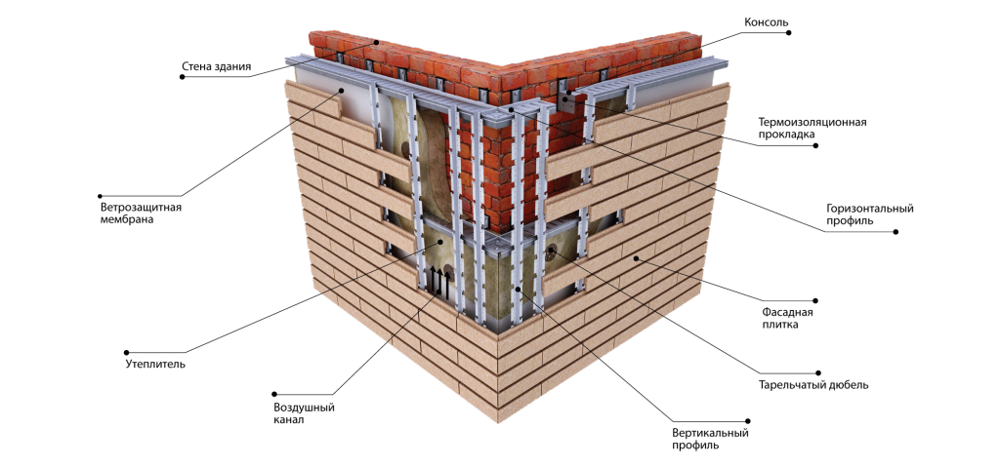 Консоль
Стена здания
Термоизоляционная
прокладка
Ветрозащитная
мембрана
Горизонтальный
профиль
Фасадная
плитка
Утеплитель
Тарельчатый дюбель
Воздушный
канал
Вертикальный
профиль